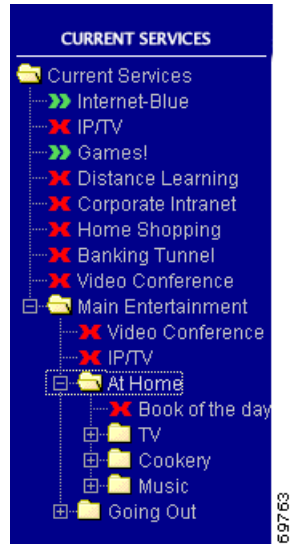 CURRENT SERVICES
Current Services
Internet-Blue
IP/TV
Games!
Distance Learning
Corporate Intranet
Home Shopping
Banking Tunnel
Video Conference
Main Entertainment
Video Conference
IP/TV
At Home
Book of the day
TV
Cookery
Music
Going Out
69763